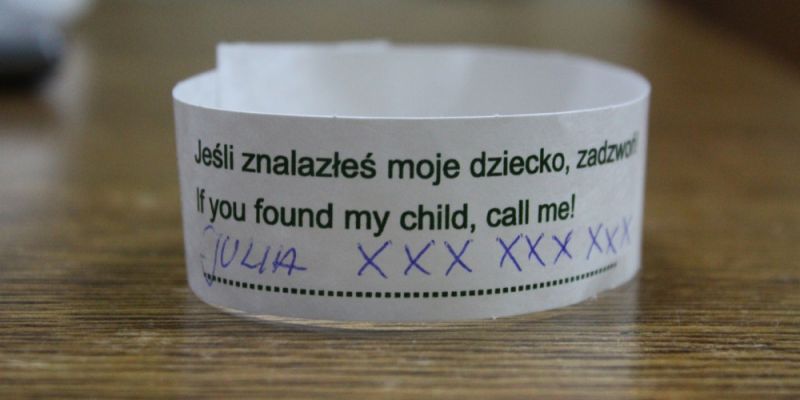 Jeśli znalazłeś moje dziecko, zadzwoń!
If you found my child, call me!
JULIA XXX XXX XXX